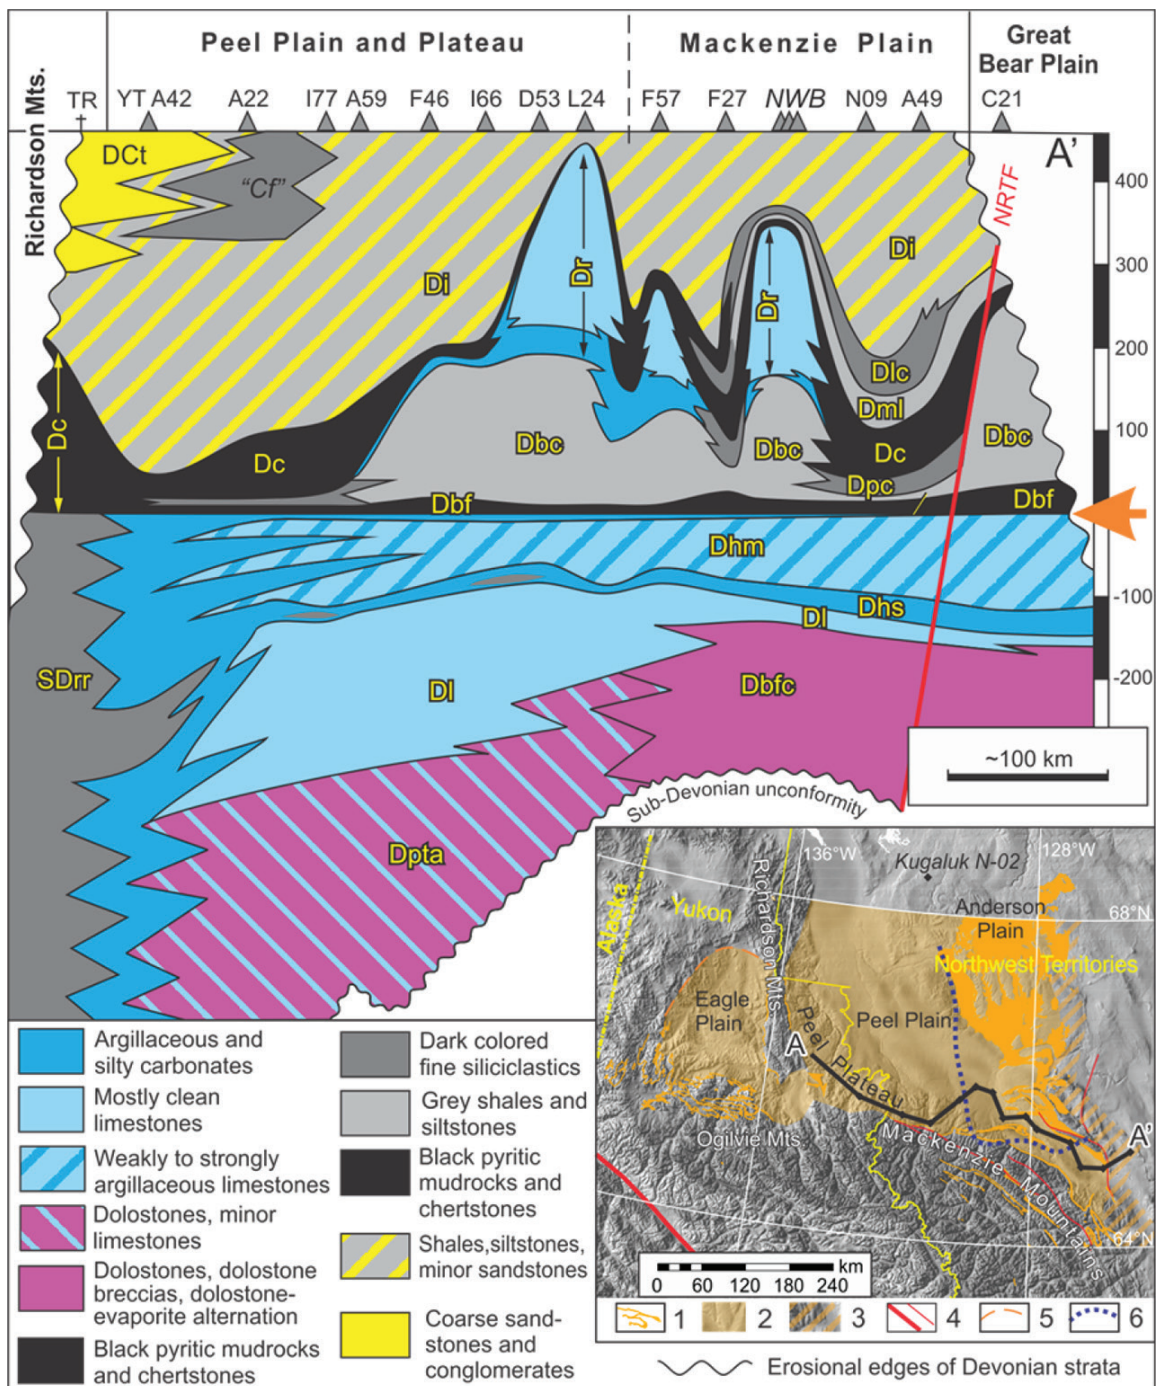 Peel Plain and Plateau
Mackenzie Plain
Great
Bear Plain
Richardson Mts.
TR
YT A42
A22
I77 A59
F46
I66
D53 L24
F57
F27
NWB
N09
A49
C21
A'
NRTF
DCt
"Cf"
Di
Dr
Dr
Di
400
300
200
100
-100
-200
Dc
Dc
Dbc
Dbc
Dlc
Dml
Dc
Dpc
Dbc
Dbf
Dbf
Dhm
Dhs
Dl
SDrr
Dl
Dbfc
Dpta
Sub-Devonian unconformity
~100 km
Argillaceous and
silty carbonates
Mostly clean
limestones
Weakly to strongly
argillaceous limestones
Dolostones, minor
limestones
Dolostones, dolostone
breccias, dolostone-
evaporite alternation
Black pyritic mudrocks
and chertstones
Dark colored
fine siliciclastics
Grey shales and
siltstones
Black pyritic
mudrocks and
chertstones
Shales,siltstones,
minor sandstones
Coarse sand-
stones and
conglomerates
136°W
128°W
Kugaluk N-02
68°N
Anderson
Plain
Alaska
Yukon
Richardson Mts.
Northwest Territories
Eagle
Plain
Peel Plain
Peel Plateau
A
A'
Ogilvie Mts.
Mackenzie Mountains
64°N
0 60 120 180 240 km
1 2 3 4 5 6
Erosional edges of Devonian strata